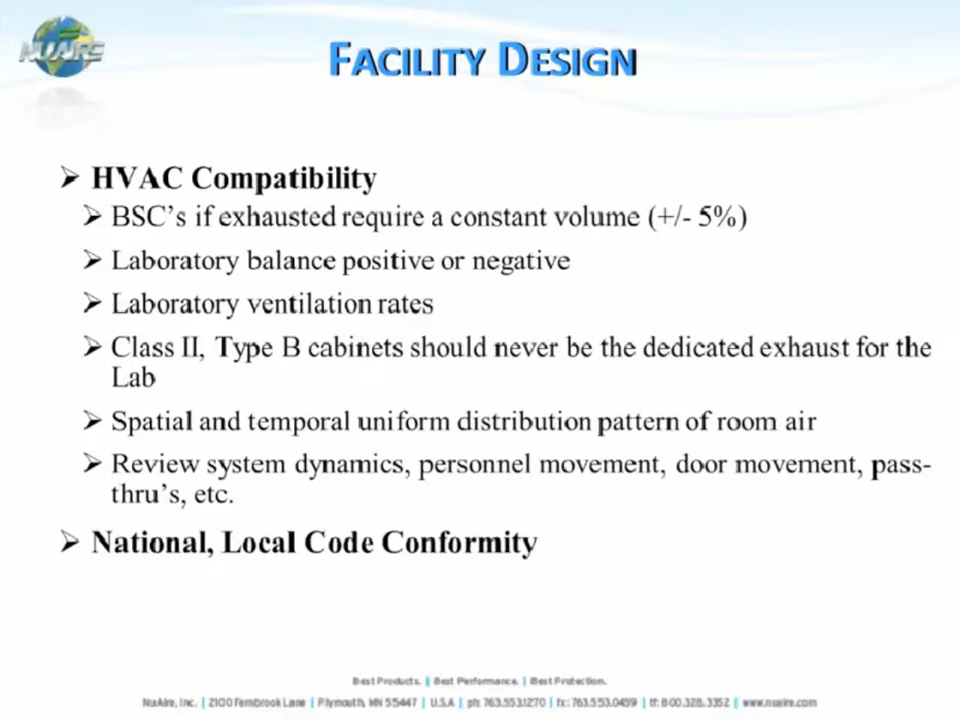 NUAIRE
FACILITY DESIGN
➢ HVAC Compatibility
➢ BSC's if exhausted require a constant volume (+/- 5%)
➢ Laboratory balance positive or negative
➢ Laboratory ventilation rates
➢ Class II, Type B cabinets should never be the dedicated exhaust for the
Lab
➢ Spatial and temporal uniform distribution pattern of room air
➢ Review system dynamics, personnel movement, door movement, pass-
thru's, etc.
➢ National, Local Code Conformity
Best Products. | Best Performance. | Best Protection.
NuAire, Inc. | 2100 Fernbrook Lane | Plymouth, MN 55447 | U.S.A | ph: 763.553.1270 | fx: 763.553.0459 | tf: 800.328.3352 | www.nuaire.com